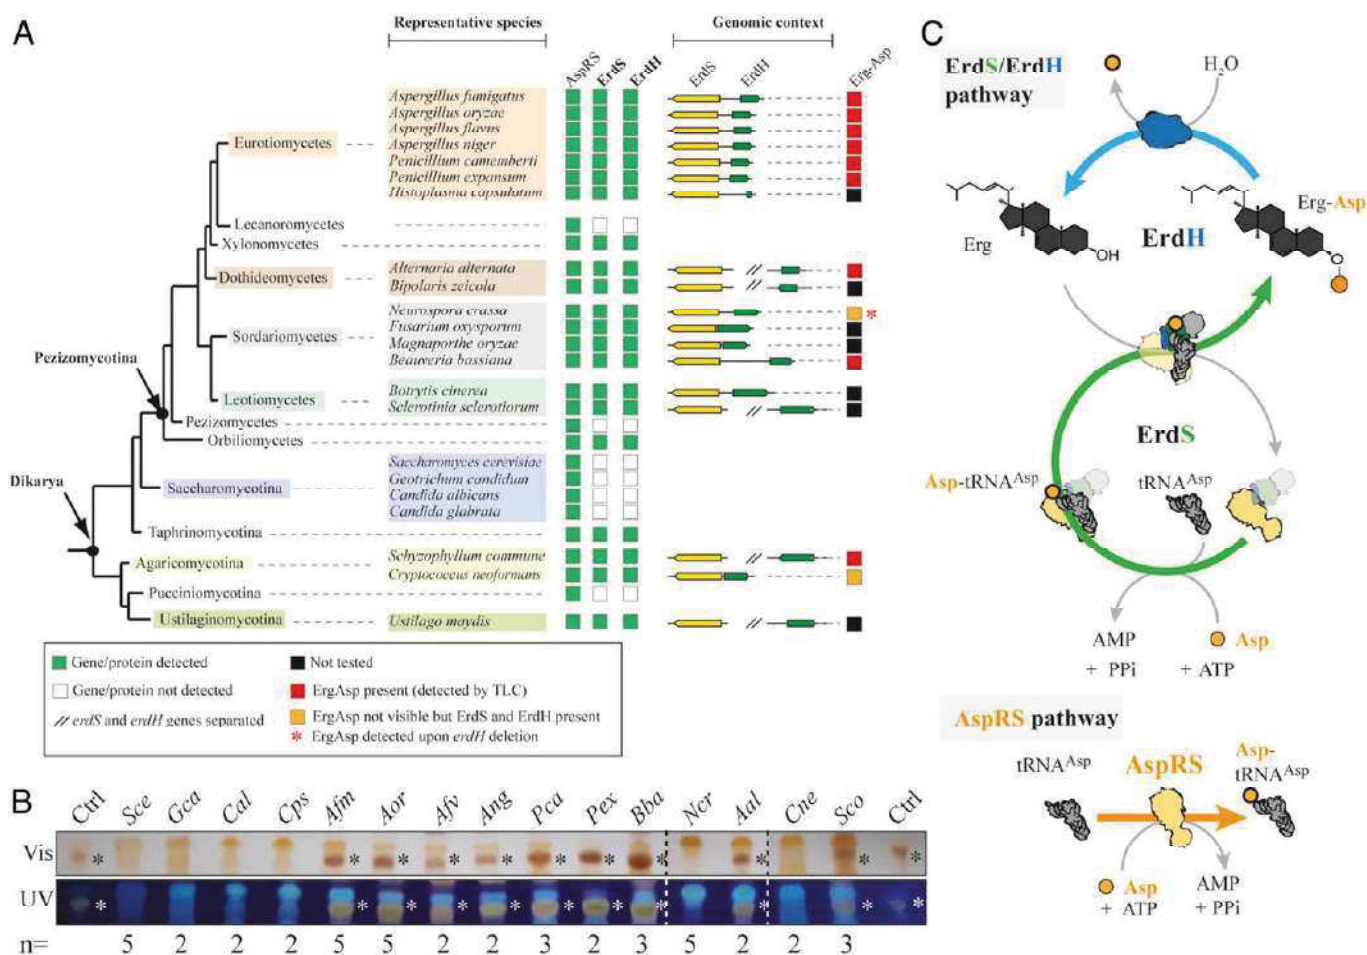 A
Representative species
Genomic context
AspRS
ErdS
ErdH
ErdS
ErdH
Erg-Asp
Eurotiomycetes
Aspergillus fumigatus
Aspergillus oryzae
Aspergillus flavus
Aspergillus niger
Penicillium camemberti
Penicillium expansum
Histoplasma capsulatum
Lecanoromycetes
Xylonomycetes
Dothideomycetes
Alternaria alternata
Bipolaris zeicola
Sordariomycetes
Neurospora crassa
*
Fusarium oxysporum
Magnaporthe oryzae
Beauveria bassiana
Pezizomycotina
Leotiomycetes
Botrytis cinerea
Sclerotinia sclerotiorum
Pezizomycetes
Orbiliomycetes
Dikarya
Saccharomycotina
Saccharomyces cerevisiae
Geotrichum candidum
Candida albicans
Candida glabrata
Taphrinomycotina
Agaricomycotina
Schyzophyllum commune
Cryptococcus neoformans
Pucciniomycotina
Ustilaginomycotina
Ustilago maydis
Gene/protein detected
Gene/protein not detected
// erdS and erdH genes separated
Not tested
ErgAsp present (detected by TLC)
ErgAsp not visible but ErdS and ErdH present
* ErgAsp detected upon erdH deletion
B
Ctrl Sce Gca Cal Cps Afm Aor Afv Ang Pca Pex Bba Ncr Aal Cne Sco Ctrl
Vis * * * * * * * * * * *
UV * * * * * * * * * * *
n= 5 2 2 2 5 5 2 2 3 2 3 5 2 2 3
C
ErdS/ErdH
pathway
H2O
Erg
OH
ErdH
Erg-Asp
O
ErdS
Asp-tRNAAsp
tRNAAsp
AMP
+ PPi
Asp
+ ATP
AspRS pathway
tRNAAsp
AspRS
Asp-
tRNAAsp
Asp
+ ATP
AMP
+ PPi